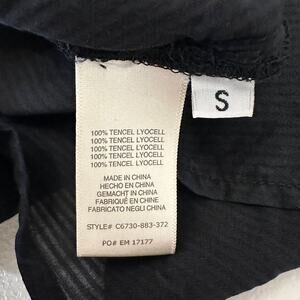 S
100% TENCEL LYOCELL
100% TENCEL LYOCELL
100% TENCEL LYOCELL
100% TENCEL LYOCELL
100% TENCEL LYOCELL
MADE IN CHINA
HECHO EN CHINA
GEMACHT IN CHINA
FABRIQUÉ EN CHINE
FABRICATO NEGLI CHINA
STYLE# C6730-883-372
PO# EM 17177